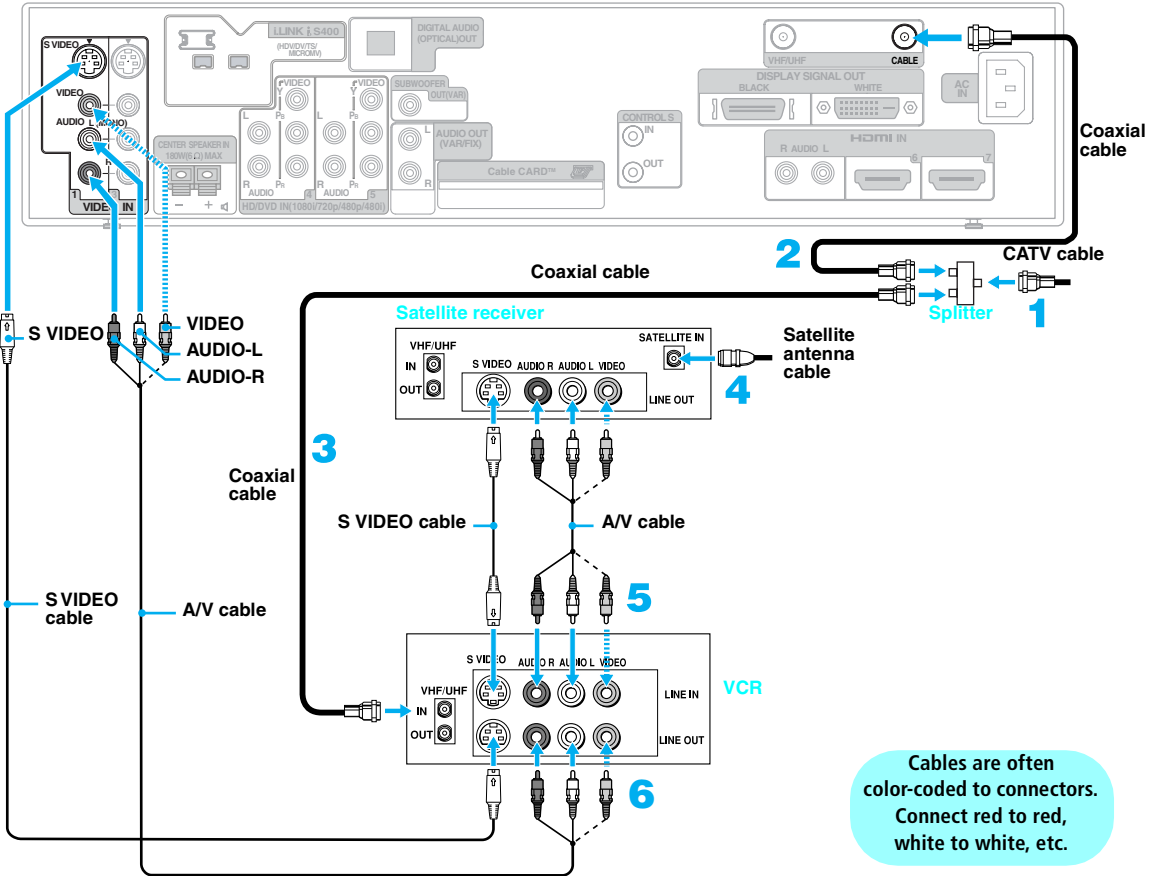 S VIDEO
VIDEO
AUDIO L (MONO)
R
1
VIDEO IN
CENTER SPEAKER IN
180W(6Ω) MAX
− +
i.LINK S400
(HDV/DV/TS/
MICROMV)
DIGITAL AUDIO
(OPTICAL)OUT
VIDEO
Y
VIDEO
Y
L
PB
L
PB
R
PR
R
PR
AUDIO
4
AUDIO
5
HD/DVD IN(1080i/720p/480p/480i)
SUBWOOFER
OUT(VAR)
L
AUDIO OUT
(VAR/FIX)
R
Cable CARD™
CONTROL S
IN
OUT
VHF/UHF
CABLE
DISPLAY SIGNAL OUT
BLACK
WHITE
AC
IN
HDMI IN
R AUDIO L
6
7
Coaxial
cable
2
CATV cable
Coaxial cable
Splitter
1
S VIDEO
VIDEO
AUDIO-L
AUDIO-R
Satellite receiver
VHF/UHF
IN
OUT
S VIDEO
AUDIO R
AUDIO L
VIDEO
SATELLITE IN
LINE OUT
Satellite
antenna
cable
4
3
Coaxial
cable
S VIDEO cable
A/V cable
5
S VIDEO
cable
A/V cable
VCR
VHF/UHF
IN
OUT
S VIDEO
AUDIO R
AUDIO L
VIDEO
LINE IN
LINE OUT
6
Cables are often
color-coded to connectors.
Connect red to red,
white to white, etc.